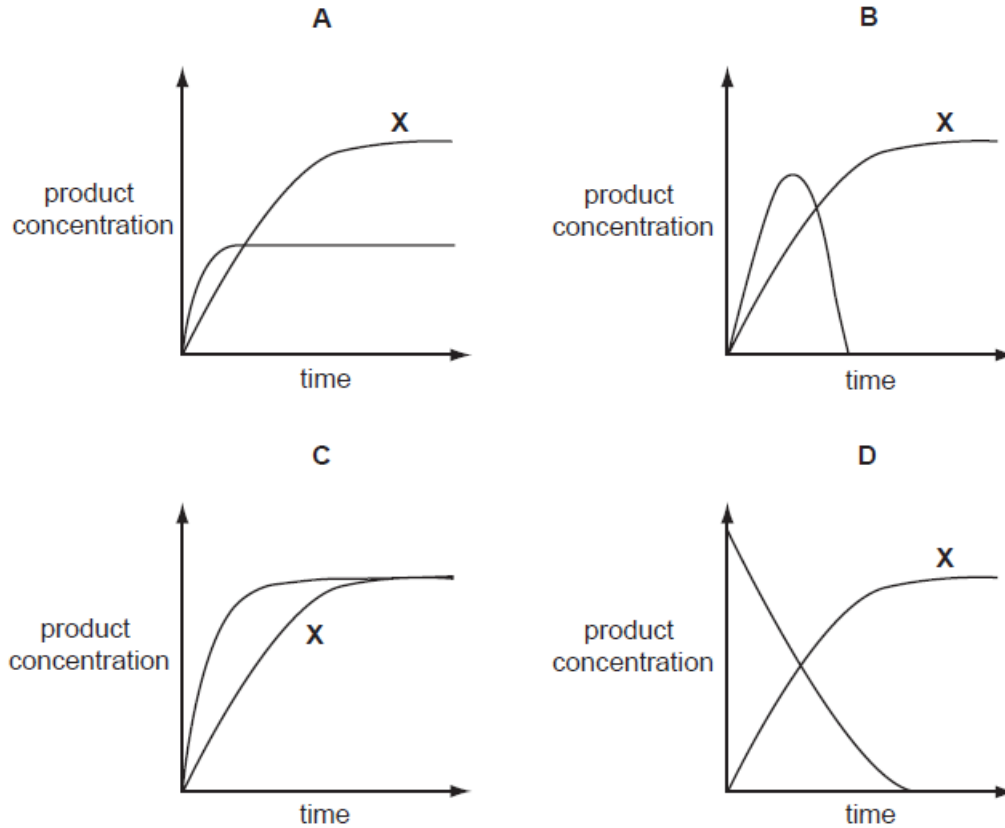 A
X
product
concentration
time
B
X
product
concentration
time
C
X
product
concentration
time
D
X
product
concentration
time